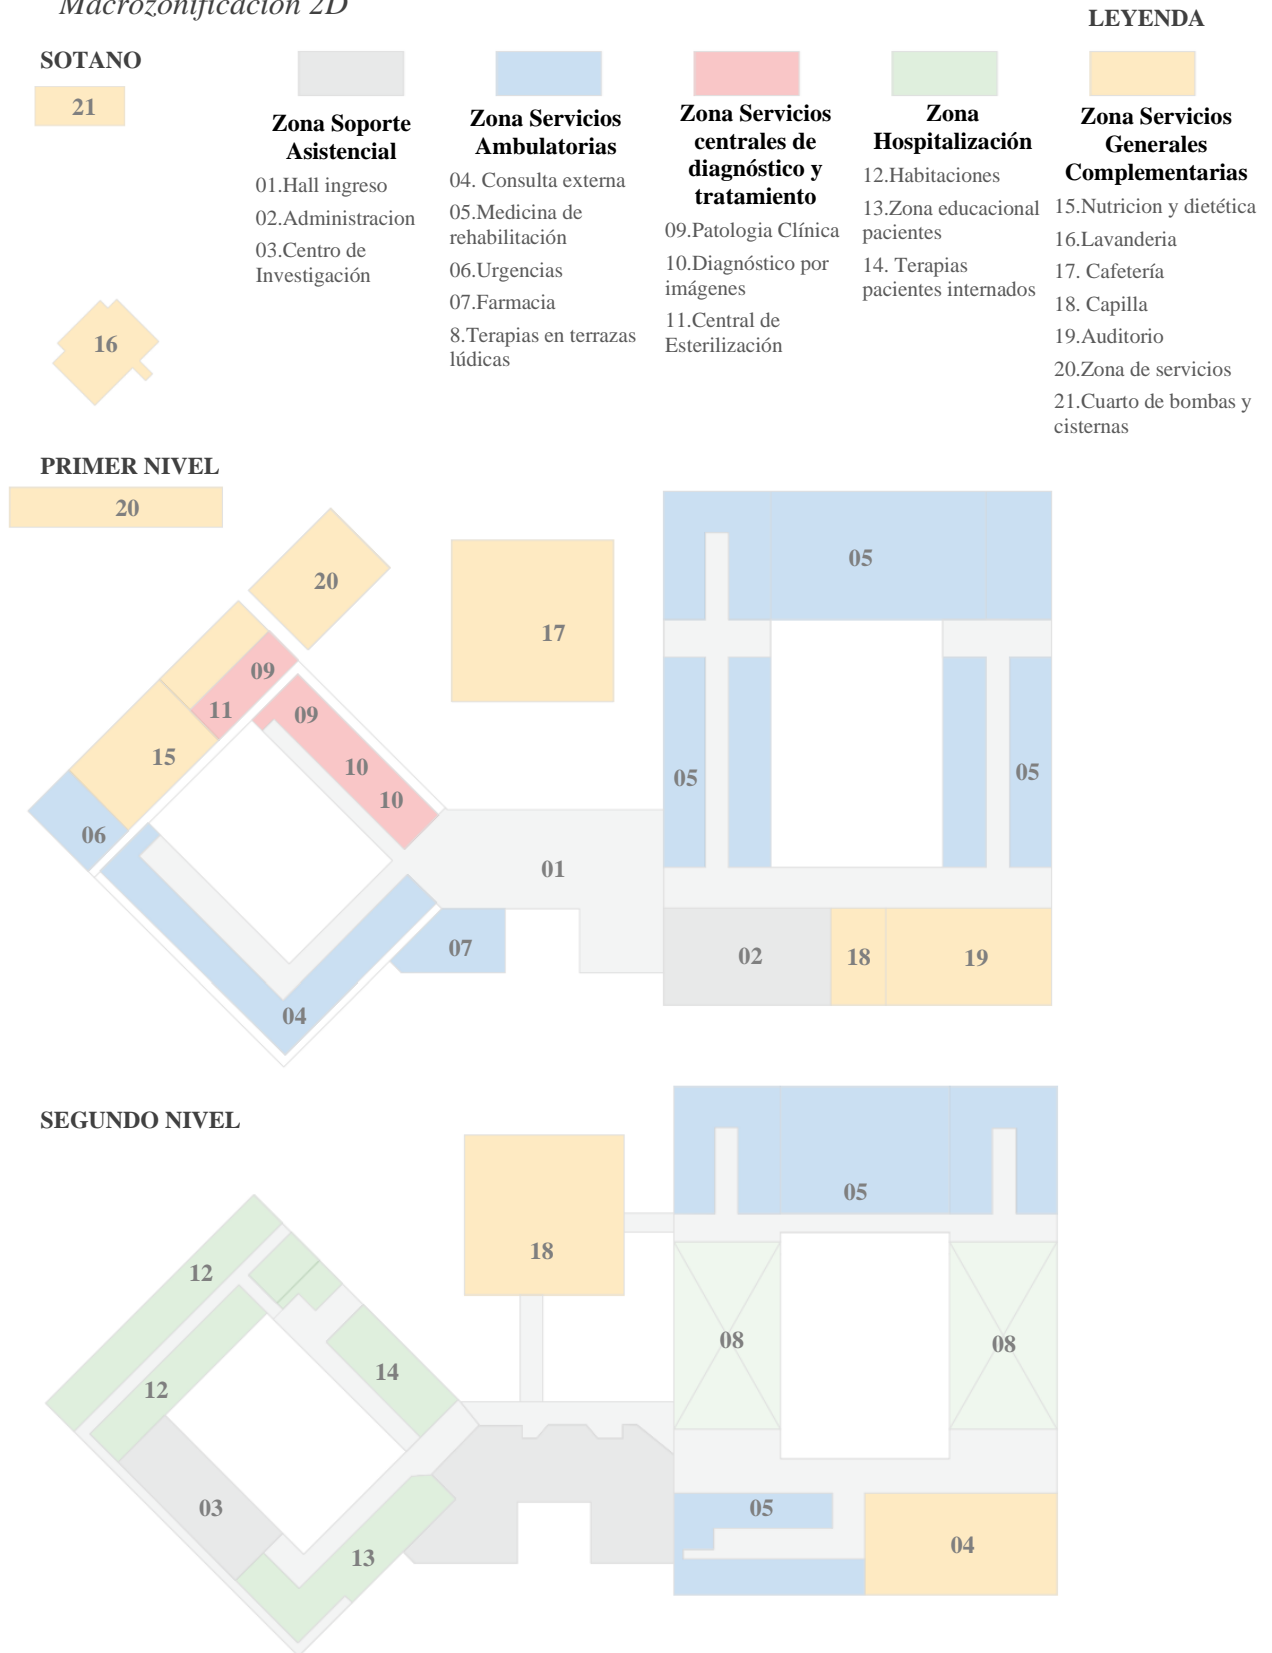 Macrozonificación 2D
LEYENDA
SOTANO
21
16
Zona Soporte
Asistencial
01.Hall ingreso
02.Administracion
03.Centro de
Investigación
Zona Servicios
Ambulatorias
04. Consulta externa
05.Medicina de
rehabilitación
06.Urgencias
07.Farmacia
8.Terapias en terrazas
lúdicas
Zona Servicios
centrales de
diagnóstico y
tratamiento
09.Patologia Clínica
10.Diagnóstico por
imágenes
11.Central de
Esterilización
Zona
Hospitalización
12.Habitaciones
13.Zona educacional
pacientes
14. Terapias
pacientes internados
Zona Servicios
Generales
Complementarias
15.Nutricion y dietética
16.Lavanderia
17. Cafetería
18. Capilla
19.Auditorio
20.Zona de servicios
21.Cuarto de bombas y
cisternas
PRIMER NIVEL
20
20
05
17
09
11
09
15
10
10
05
05
06
01
07
02
18
19
04
SEGUNDO NIVEL
05
18
12
08
08
14
12
03
05
04
13